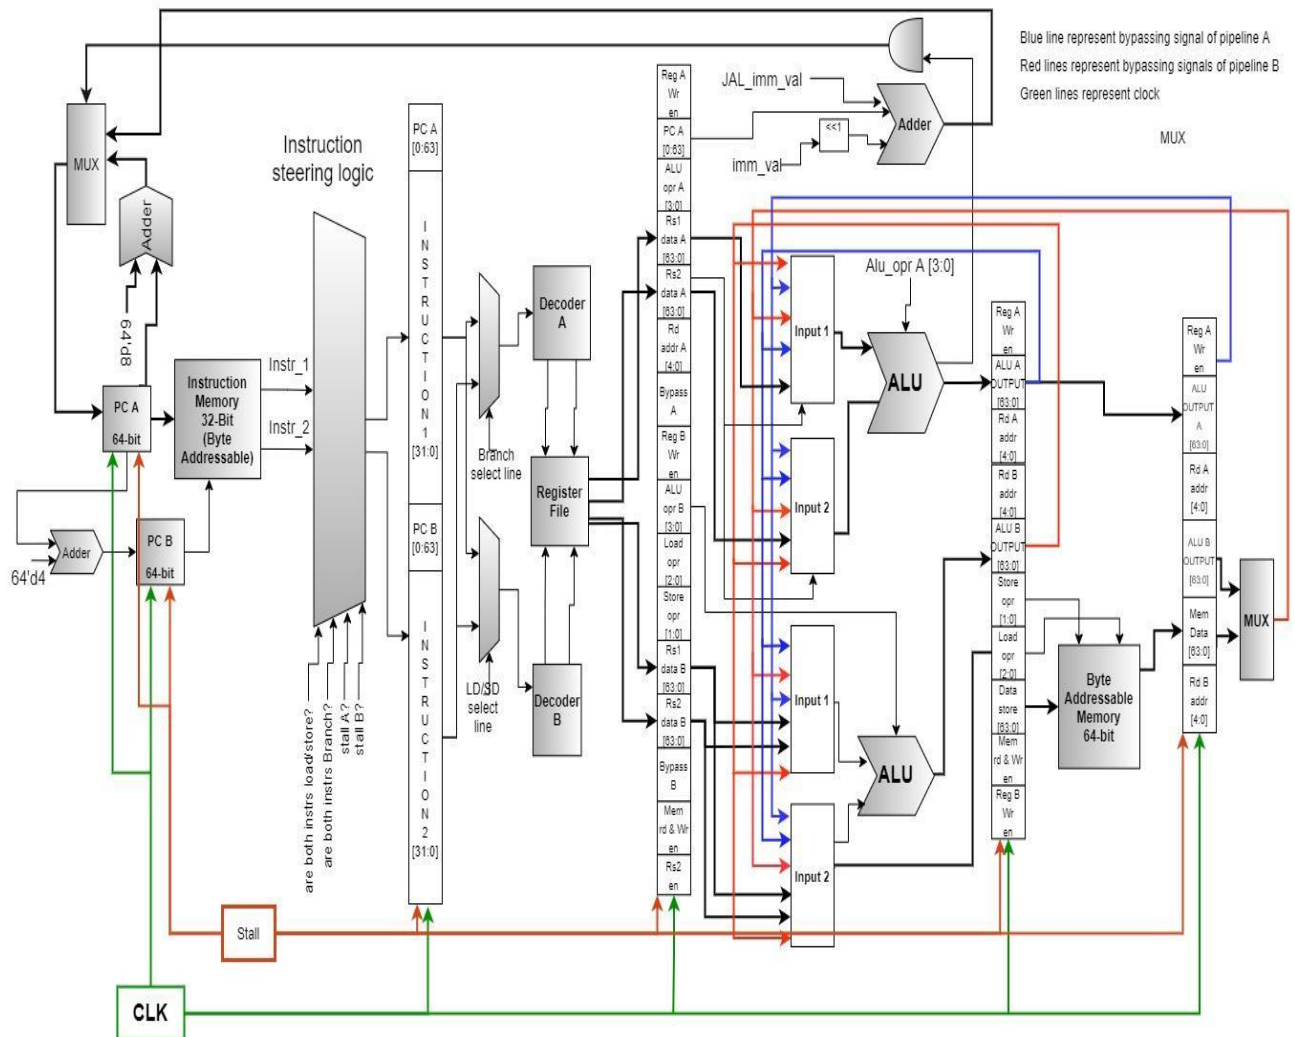 Blue line represent bypassing signal of pipeline A
Red lines represent bypassing signals of pipeline B
Green lines represent clock
MUX
MUX
Adder
64'd8
PC A
64-bit
Adder
64'd4
PC B
64-bit
Instruction
Memory
32-Bit
(Byte
Addressable)
Instr_1
Instr_2
Instruction
steering logic
are both instrs load/store?
are both instrs Branch?
stall A?
stall B?
PC A
[0:63]
INSTRUCTION1
[31:0]
PC B
[0:63]
INSTRUCTION2
[31:0]
Branch
select line
LD/SD
select
line
Decoder
A
Register
File
Decoder
B
Reg A
Wr
en
PC A
[0:63]
ALU
opr A
[3:0]
Rs1
data A
[63:0]
Rs2
data A
[63:0]
Rd
addr A
[4:0]
Bypass
A
Reg B
Wr
en
ALU
opr B
[3:0]
Load
opr
[2:0]
Store
opr
[1:0]
Rs1
data B
[63:0]
Rs2
data B
[63:0]
Bypass
B
Mem
rd & Wr
en
Rs2
en
JAL_imm_val
<<1
imm_val
Adder
Alu_opr A [3:0]
Input 1
Input 2
ALU
Input 1
Input 2
ALU
Reg A
Wr
en
ALU A
OUTPUT
[63:0]
Rd A
addr
[4:0]
Rd B
addr
[4:0]
ALU B
OUTPUT
[63:0]
Store
opr
[1:0]
Load
opr
[2:0]
Data
store
[63:0]
Mem
rd & Wr
en
Reg B
Wr
en
Byte
Addressable
Memory
64-bit
Reg A
Wr
en
ALU
OUTPUT
A
[63:0]
Rd A
addr
[4:0]
ALU B
OUTPUT
[63:0]
Mem
Data
[63:0]
Rd B
addr
[4:0]
MUX
Stall
CLK